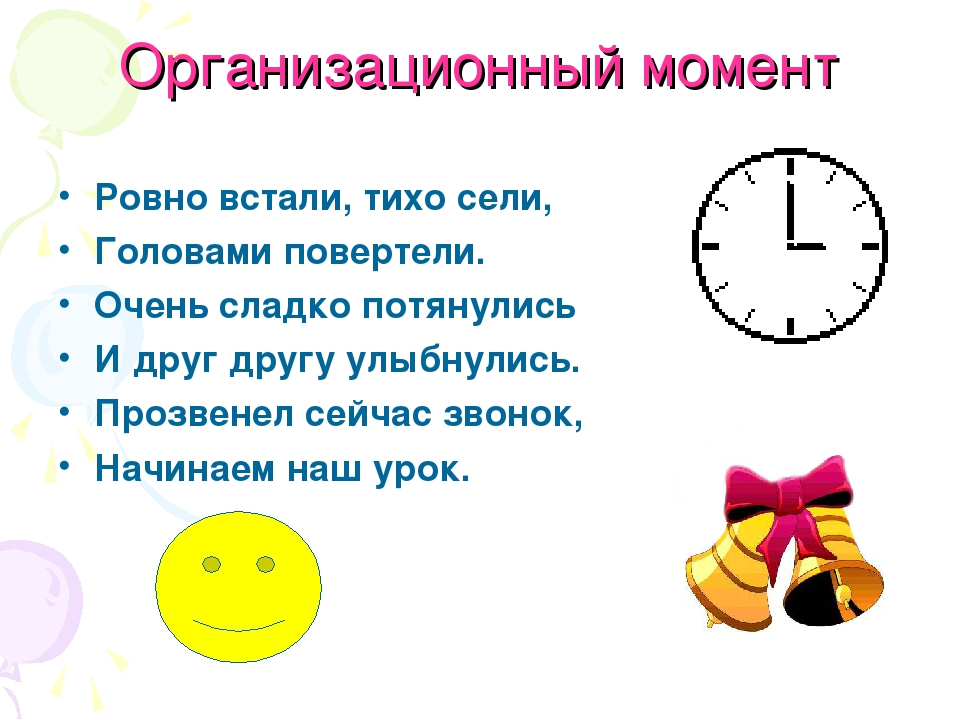 Организационный момент
• Ровно встали, тихо сели,
• Головами повертели.
• Очень сладко потянулись
• И друг другу улыбнулись.
• Прозвенел сейчас звонок,
• Начинаем наш урок.